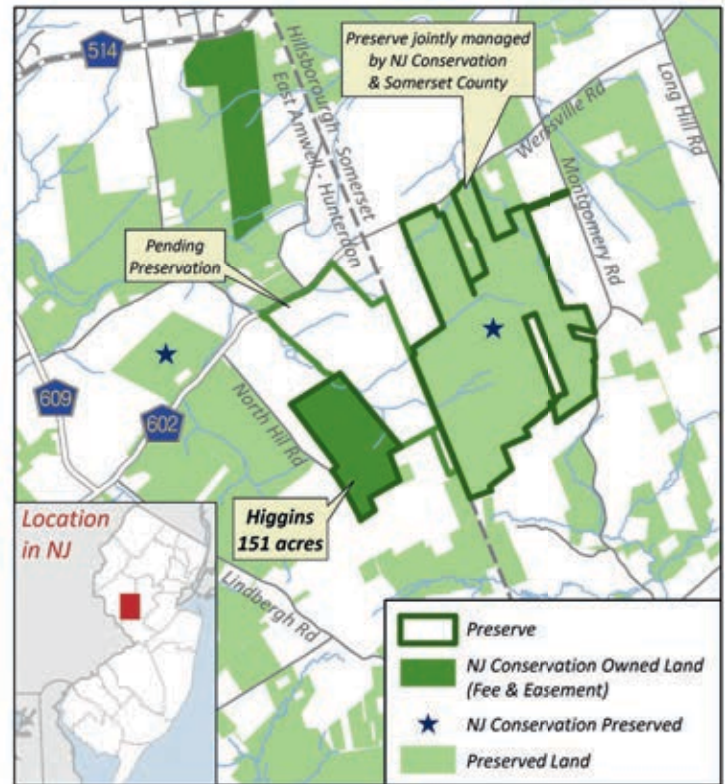 514
Hillsborough - Somerset
East Amwell - Hunterdon
Preserve jointly managed
by NJ Conservation
& Somerset County
Wertsville Rd
Long Hill Rd
Montgomery Rd
Pending
Preservation
609
602
North Hil Rd
Higgins
151 acres
Lindbergh Rd
Location
in NJ
Preserve
NJ Conservation Owned Land
(Fee & Easement)
NJ Conservation Preserved
Preserved Land